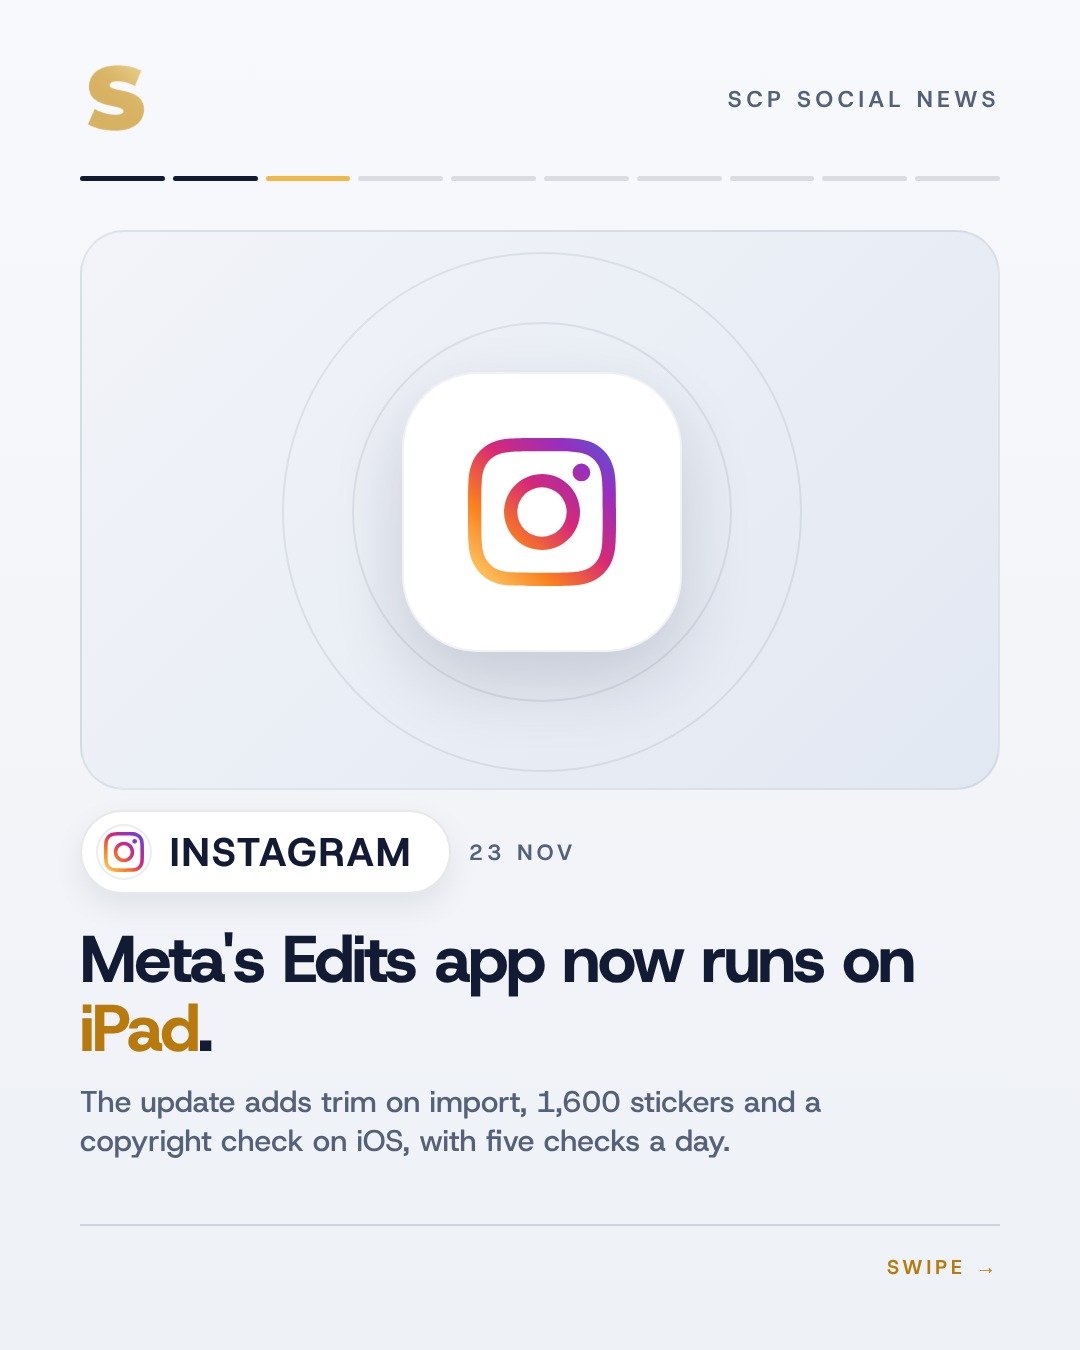 S
SCP SOCIAL NEWS
INSTAGRAM
23 NOV
Meta's Edits app now runs on
iPad.
The update adds trim on import, 1,600 stickers and a
copyright check on iOS, with five checks a day.
SWIPE →